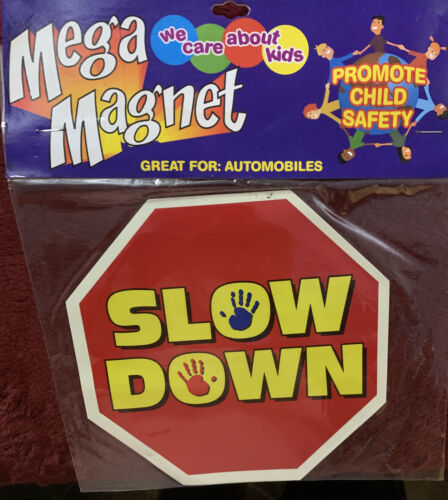 Mega
Magnet
we
care about
kids
PROMOTE
CHILD
SAFETY
GREAT FOR: AUTOMOBILES
SLOW
DOWN